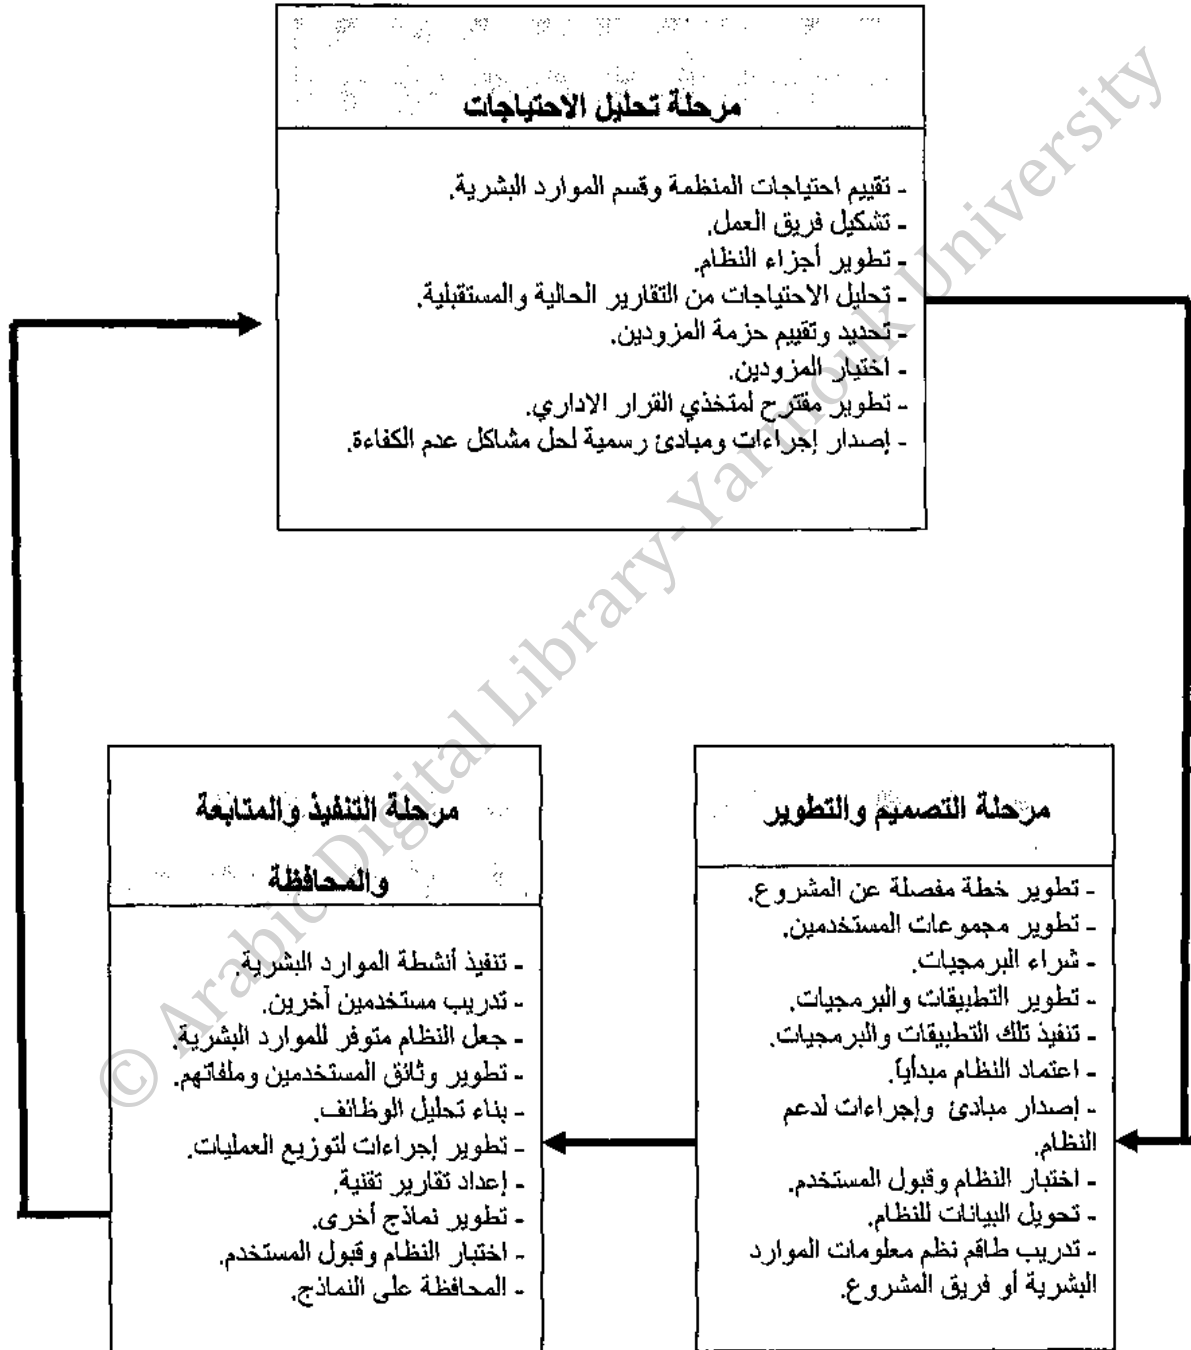 مرحلة تحليل الاحتياجات
- تقييم احتياجات المنظمة وقسم الموارد البشرية.
- تشكيل فريق العمل.
- تطوير أجزاء النظام.
- تحليل الاحتياجات من التقارير الحالية والمستقبلية.
- تحديد وتقييم حزمة المزودين.
- اختيار المزودين.
- تطوير مقترح لمتخذي القرار الاداري.
- إصدار إجراءات ومبادئ رسمية لحل مشاكل عدم الكفاءة.
مرحلة التصميم والتطوير
- تطوير خطة مفصلة عن المشروع.
- تطوير مجموعات المستخدمين.
- شراء البرمجيات.
- تطوير التطبيقات والبرمجيات.
- تنفيذ تلك التطبيقات والبرمجيات.
- اعتماد النظام مبدأياً.
- إصدار مبادئ وإجراءات لدعم
النظام.
- اختبار النظام وقبول المستخدم.
- تحويل البيانات للنظام.
- تدريب طاقم نظم معلومات الموارد
البشرية أو فريق المشروع.
مرحلة التنفيذ والمتابعة
والمحافظة
- تنفيذ أنشطة الموارد البشرية.
- تدريب مستخدمين آخرين.
- جعل النظام متوفر للموارد البشرية.
- تطوير وثائق المستخدمين وملفاتهم.
- بناء تحليل الوظائف.
- تطوير إجراءات لتوزيع العمليات.
- إعداد تقارير تقنية.
- تطوير نماذج أخرى.
- اختبار النظام وقبول المستخدم.
- المحافظة على النماذج.
© Arabic Digital Library-Yarmouk University